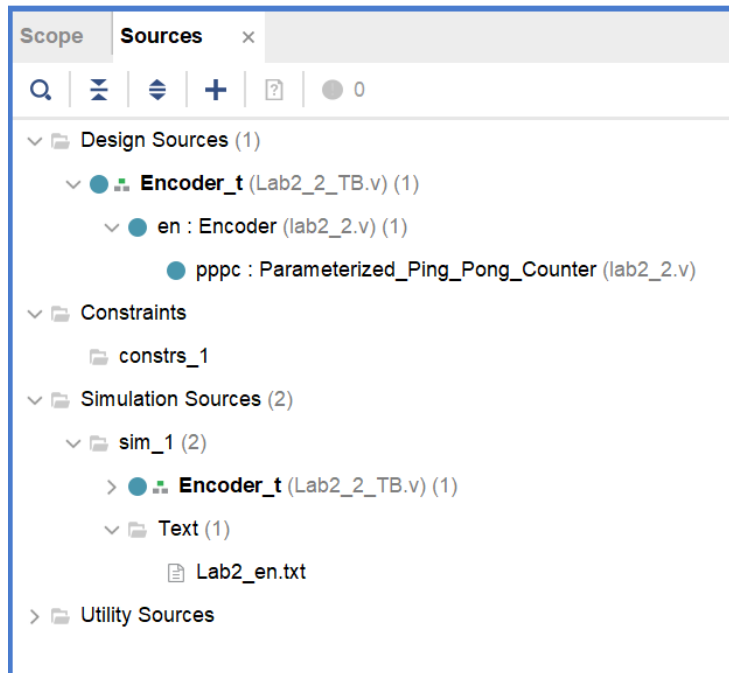 Scope Sources ×
0
Design Sources (1)
Encoder_t (Lab2_2_TB.v) (1)
en : Encoder (lab2_2.v) (1)
pppc : Parameterized_Ping_Pong_Counter (lab2_2.v)
Constraints
constrs_1
Simulation Sources (2)
sim_1 (2)
Encoder_t (Lab2_2_TB.v) (1)
Text (1)
Lab2_en.txt
Utility Sources